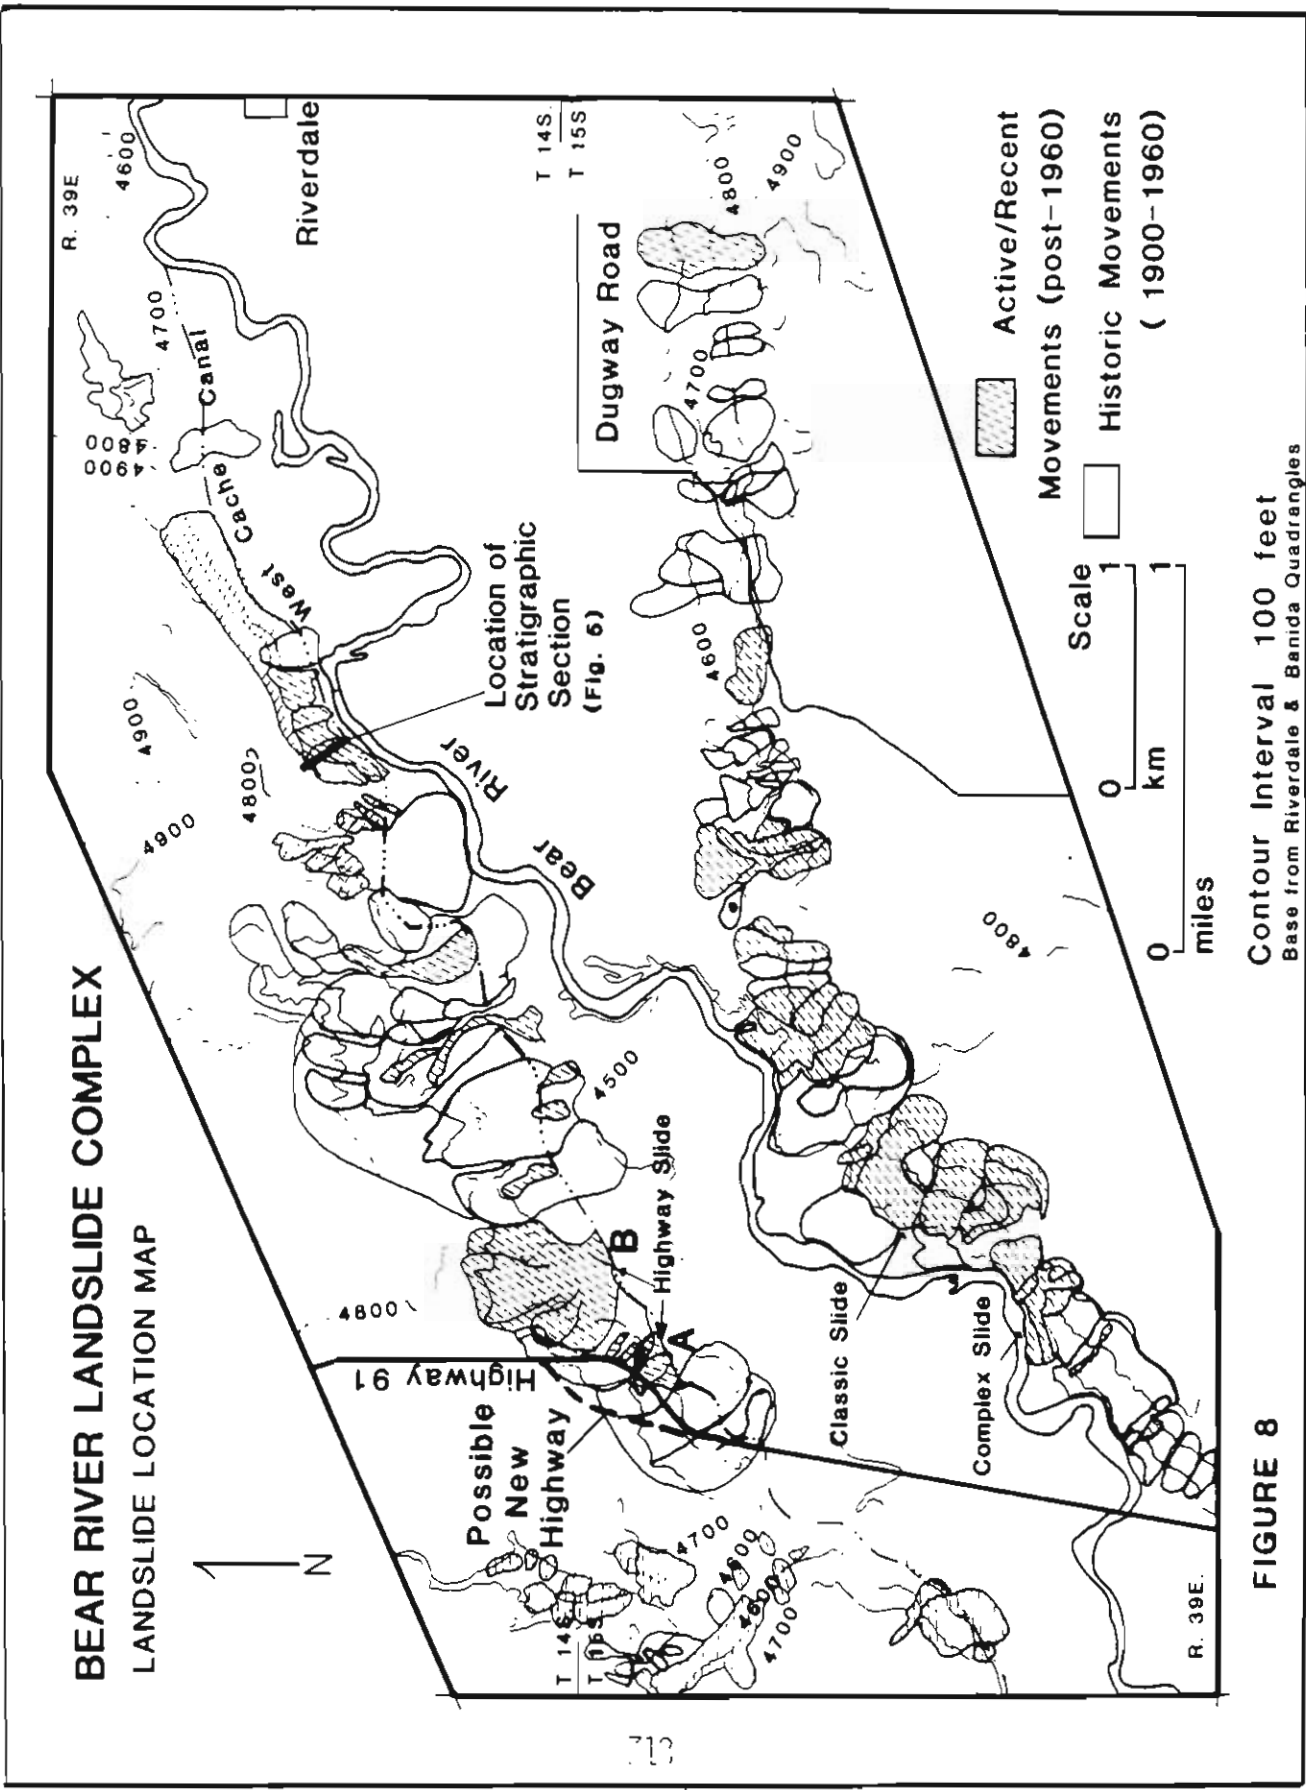 BEAR RIVER LANDSLIDE COMPLEX
LANDSLIDE LOCATION MAP
N
R. 39E
4600
Riverdale
T 14S
T 15S
4700
Canal
4800
4900
West Cache
4900
4800
4900
Location of
Stratigraphic
Section
(Fig. 5)
Bear River
Dugway Road
4800
4900
4700
4600
4800
4500
4800
Highway 91
Possible
New
Highway
B
A
Highway Slide
Classic Slide
Complex Slide
4700
4600
4600
4700
T 14S
T 15S
R. 39E.
Active/Recent
Movements (post-1960)
Historic Movements
(1900-1960)
Scale
0 1
km
0 1
miles
Contour Interval 100 feet
Base from Riverdale & Banida Quadrangles
FIGURE 8